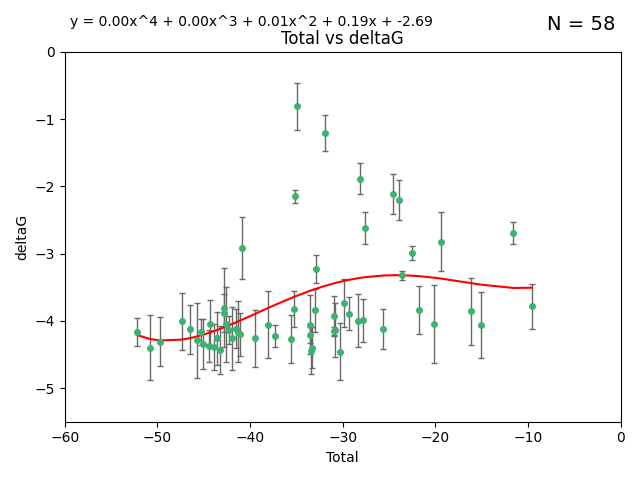 y = 0.00x^4 + 0.00x^3 + 0.01x^2 + 0.19x + -2.69
N = 58
Total vs deltaG
0
−1
−2
−3
−4
−5
deltaG
−60 −50 −40 −30 −20 −10 0
Total